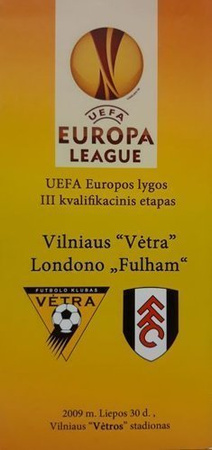 UEFA
EUROPA
LEAGUE
UEFA Europos lygos
III kvalifikacinis etapas
Vilniaus “Vėtra”
Londono „Fulham“
FUTBOLO KLUBAS
VĖTRA
FFC
2009 m. Liepos 30 d. ,
Vilniaus “Vėtros” stadionas